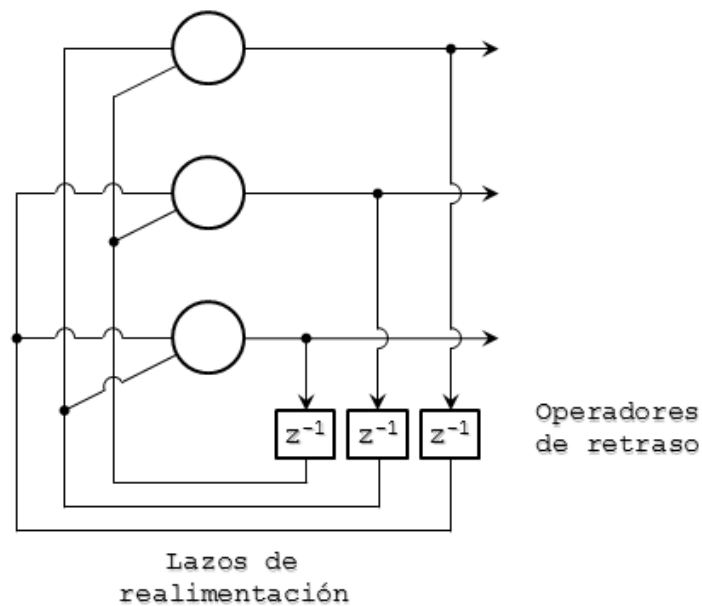 z⁻¹ z⁻¹ z⁻¹
Operadores
de retraso
Lazos de
realimentación